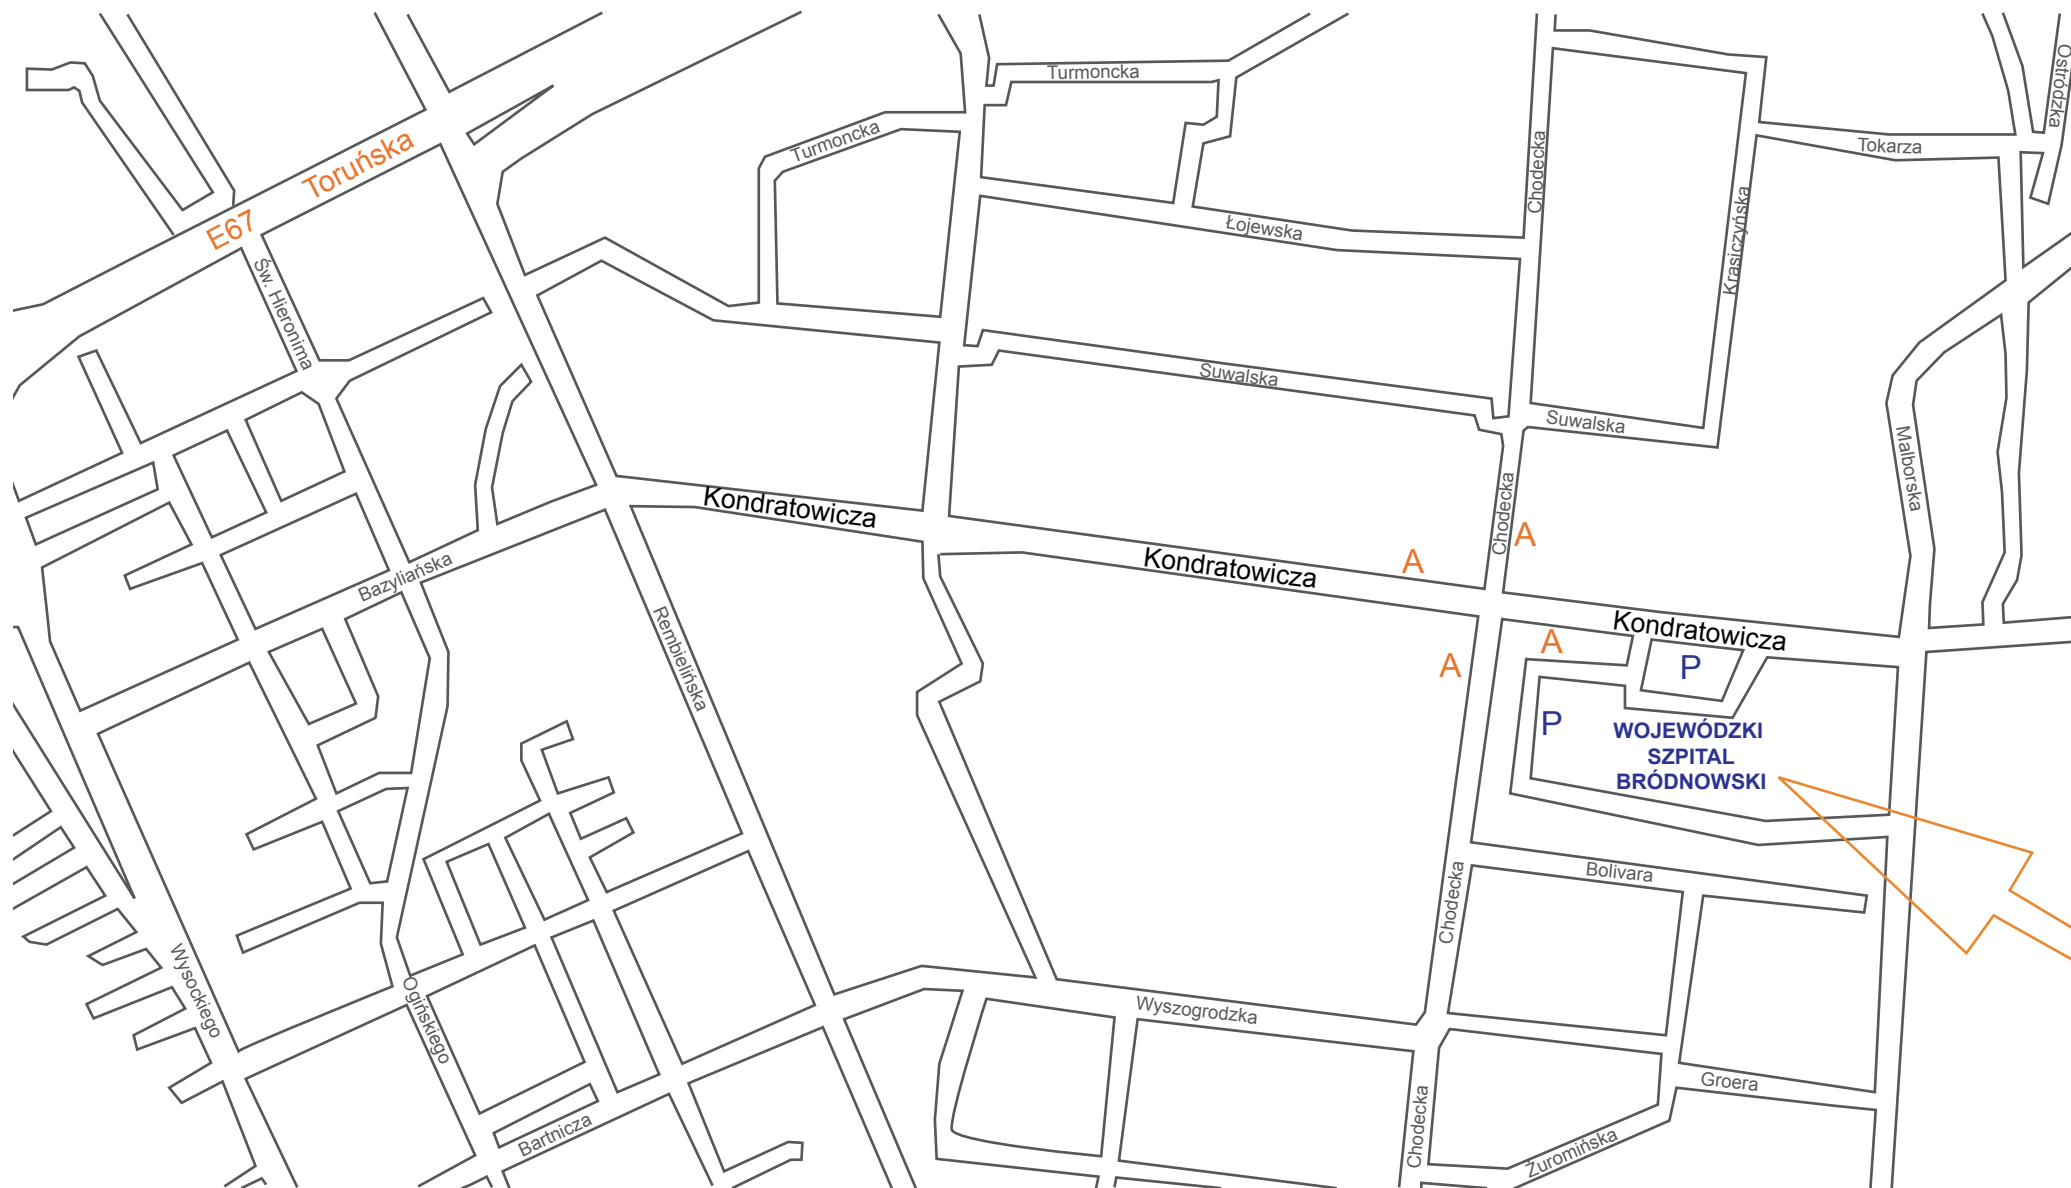 Turmoncka
Ostródzka
Turmoncka
Toruńska
Tokarza
Chodecka
E67
Łojewska
Krasiczyńska
Św. Hieronima
Suwalska
Suwalska
Malborska
Kondratowicza
Chodecka
A
A
Kondratowicza
Bazyliańska
Rembielińska
Kondratowicza
A
A
P
P
WOJEWÓDZKI
SZPITAL
BRÓDNOWSKI
Bolivara
Chodecka
Wysockiego
Ogińskiego
Wyszogrodzka
Groera
Chodecka
Bartnicza
Żuromińska